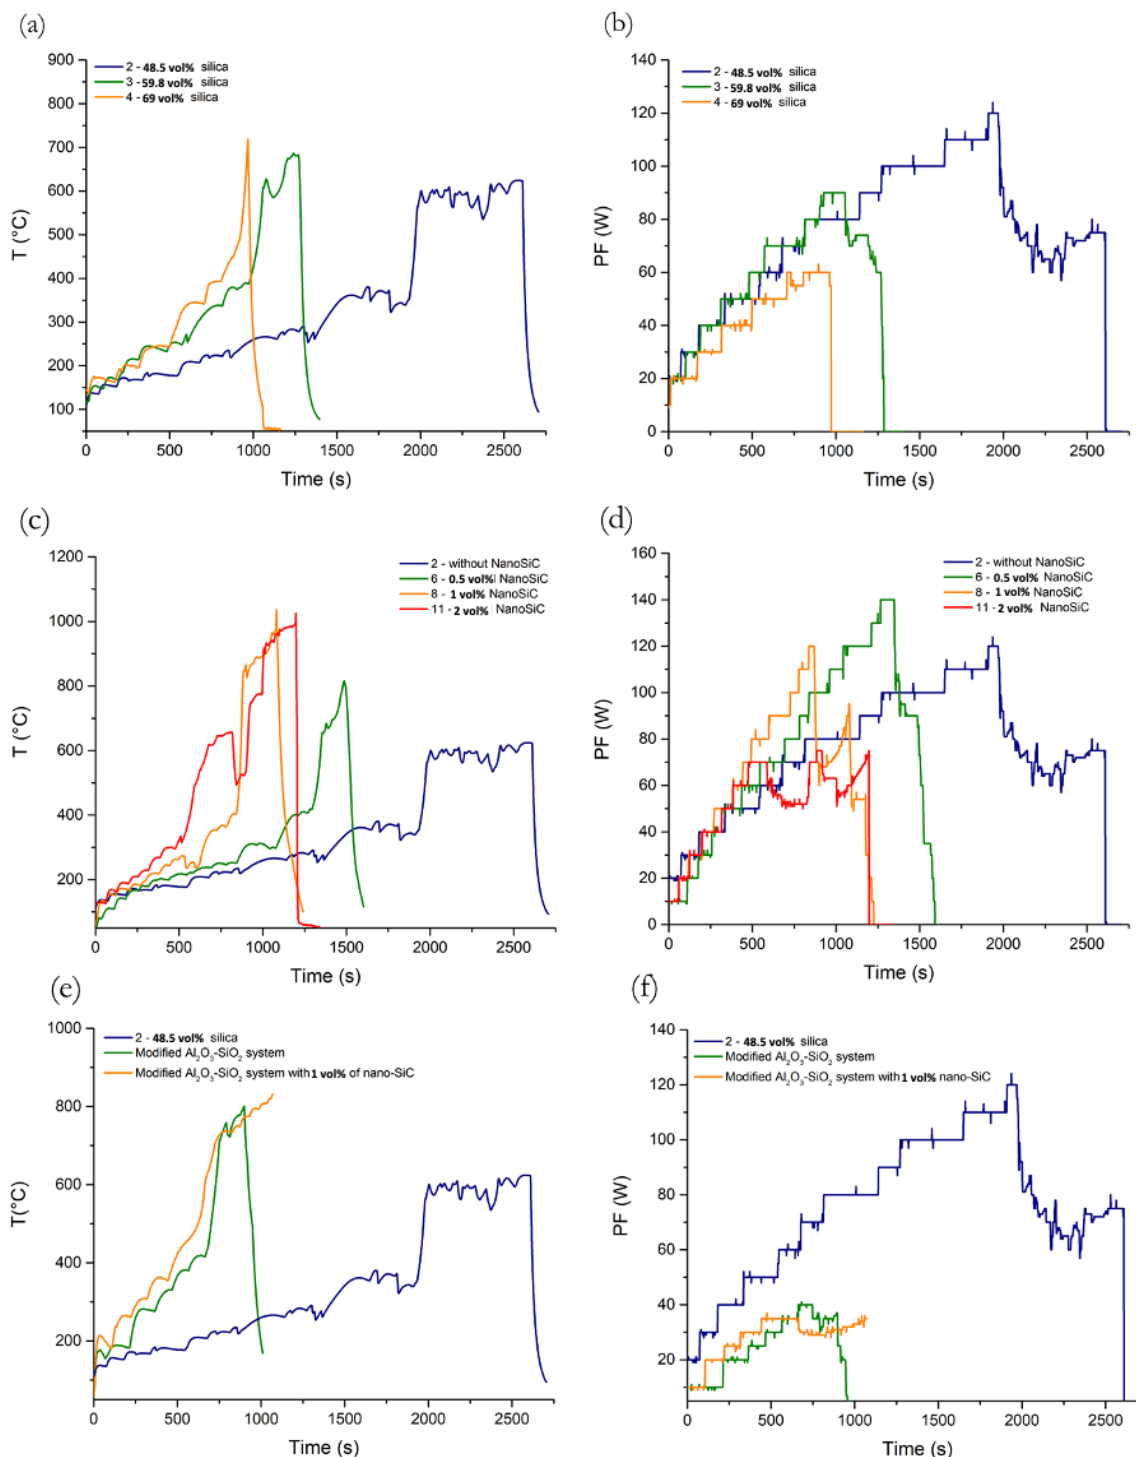 (a)
900
800
700
600
500
400
300
200
100
T (°C)
2 - 48.5 vol% silica
3 - 59.8 vol% silica
4 - 69 vol% silica
0 500 1000 1500 2000 2500
Time (s)
(b)
140
120
100
80
60
40
20
0
PF (W)
2 - 48.5 vol% silica
3 - 59.8 vol% silica
4 - 69 vol% silica
0 500 1000 1500 2000 2500
Time (s)
(c)
1200
1000
800
600
400
200
T (°C)
2 - without NanoSiC
6 - 0.5 vol% NanoSiC
8 - 1 vol% NanoSiC
11 - 2 vol% NanoSiC
0 500 1000 1500 2000 2500
Time (s)
(d)
160
140
120
100
80
60
40
20
0
PF (W)
2 - without NanoSiC
6 - 0.5 vol% NanoSiC
8 - 1 vol% NanoSiC
11 - 2 vol% NanoSiC
0 500 1000 1500 2000 2500
Time (s)
(e)
1000
800
600
400
200
T(°C)
2 - 48.5 vol% silica
Modified Al₂O₃-SiO₂ system
Modified Al₂O₃-SiO₂ system with 1 vol% of nano-SiC
0 500 1000 1500 2000 2500
Time (s)
(f)
140
120
100
80
60
40
20
PF (W)
2 - 48.5 vol% silica
Modified Al₂O₃-SiO₂ system
Modified Al₂O₃-SiO₂ system with 1 vol% nano-SiC
0 500 1000 1500 2000 2500
Time (s)